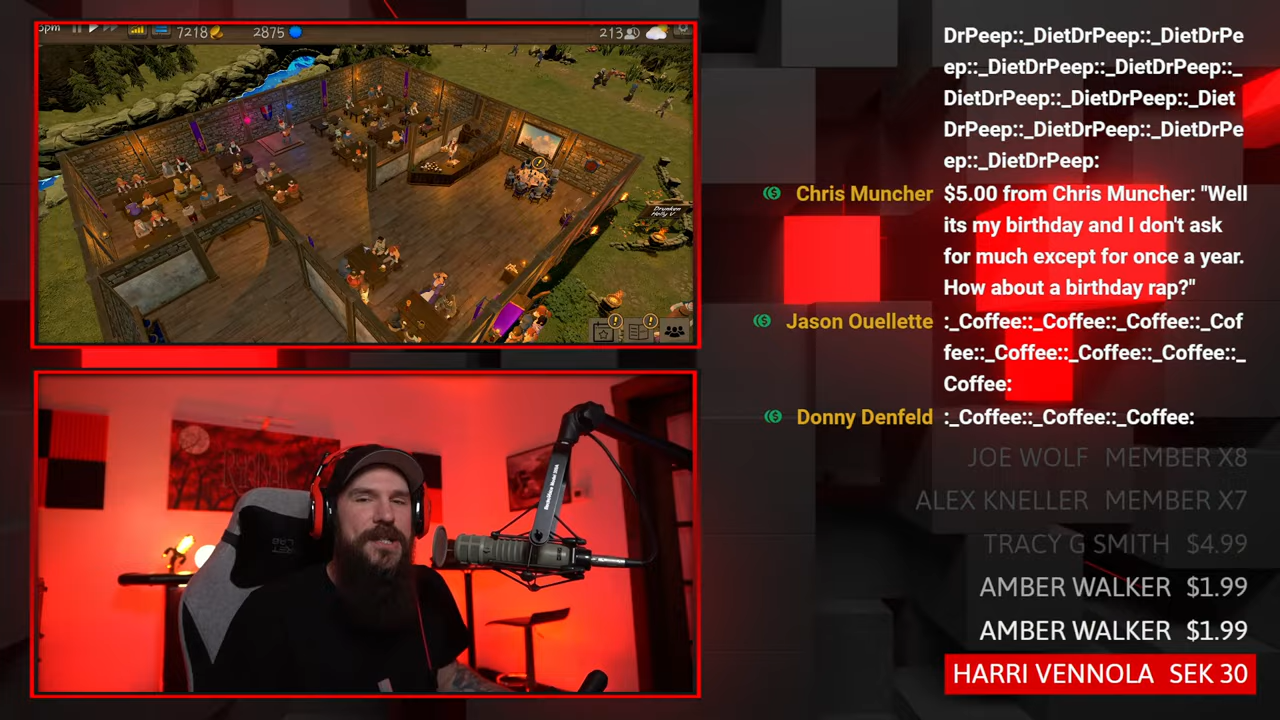 5pm
7218
2875
213
Drunken
Holly V
DrPeep::_DietDrPeep::_DietDrPe
ep::_DietDrPeep::_DietDrPeep::_
DietDrPeep::_DietDrPeep::_Diet
DrPeep::_DietDrPeep::_DietDrPe
ep::_DietDrPeep:
Chris Muncher $5.00 from Chris Muncher: "Well
its my birthday and I don't ask
for much except for once a year.
How about a birthday rap?"
Jason Ouellette :_Coffee::_Coffee::_Coffee::_Cof
fee::_Coffee::_Coffee::_Coffee::_
Coffee:
Donny Denfeld :_Coffee::_Coffee::_Coffee:
JOE WOLF MEMBER X8
ALEX KNELLER MEMBER X7
TRACY G SMITH $4.99
AMBER WALKER $1.99
AMBER WALKER $1.99
HARRI VENNOLA SEK 30